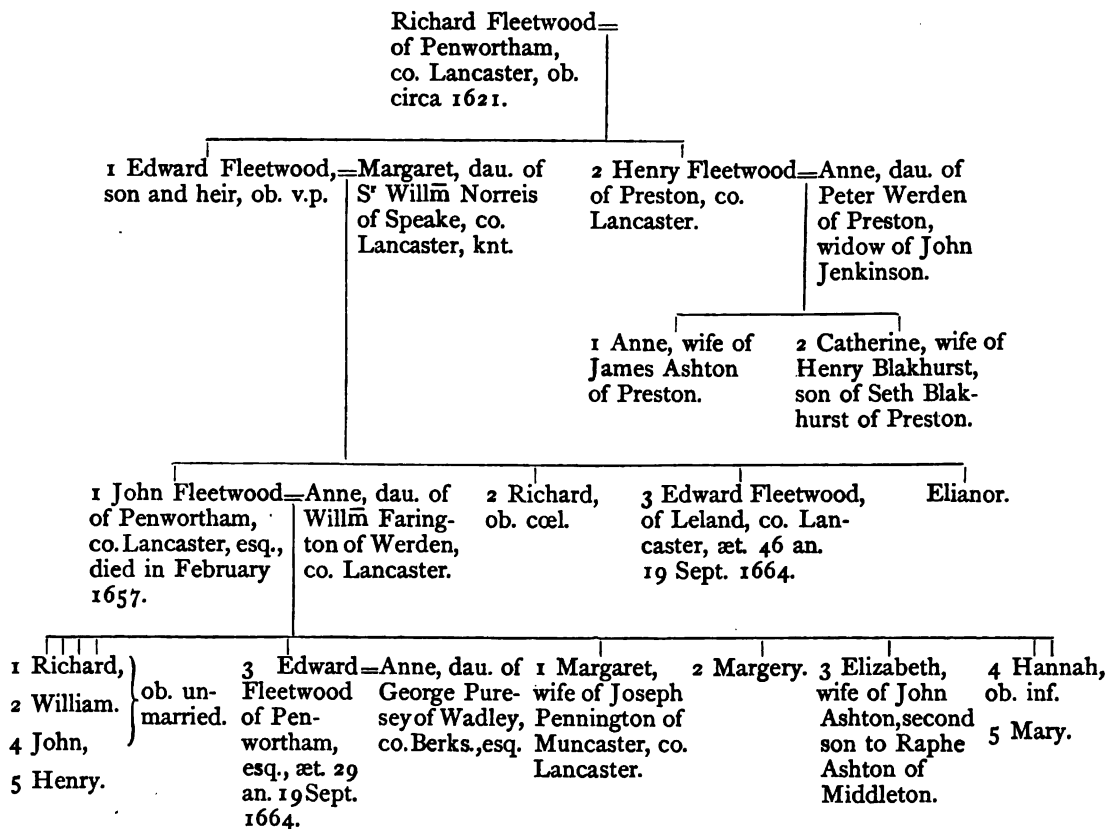 Richard Fleetwood=
of Penwortham,
co. Lancaster, ob.
circa 1621.
1 Edward Fleetwood,=
son and heir, ob. v.p.
Margaret, dau. of
Sʳ Willm̅ Norreis
of Speake, co.
Lancaster, knt.
2 Henry Fleetwood=
of Preston, co.
Lancaster.
Anne, dau. of
Peter Werden
of Preston,
widow of John
Jenkinson.
1 Anne, wife of
James Ashton
of Preston.
2 Catherine, wife of
Henry Blakhurst,
son of Seth Blak-
hurst of Preston.
1 John Fleetwood=
of Penwortham,
co. Lancaster, esq.,
died in February
1657.
Anne, dau. of
Willm̅ Faring-
ton of Werden,
co. Lancaster.
2 Richard,
ob. cœl.
3 Edward Fleetwood,
of Leland, co. Lan-
caster, æt. 46 an.
19 Sept. 1664.
Elianor.
1 Richard,
2 William.
4 John,
5 Henry.
ob. un-
married.
3 Edward=
Fleetwood
of Pen-
wortham,
esq., æt. 29
an. 19 Sept.
1664.
Anne, dau. of
George Pure-
sey of Wadley,
co. Berks., esq.
1 Margaret,
wife of Joseph
Pennington of
Muncaster, co.
Lancaster.
2 Margery.
3 Elizabeth,
wife of John
Ashton, second
son to Raphe
Ashton of
Middleton.
4 Hannah,
ob. inf.
5 Mary.